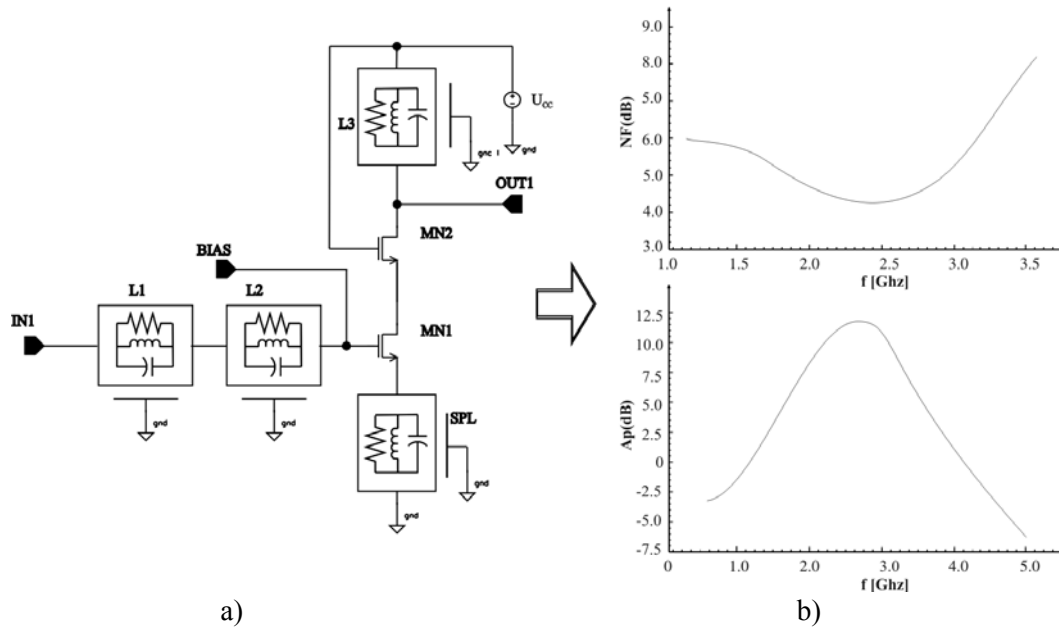 L3
Ucc
gnc 1
gnd
OUT1
MN2
BIAS
L1
L2
IN1
MN1
SPL
gnd
gnd
gnd
gnd
a)
9.0
8.0
7.0
6.0
5.0
4.0
3.0
NF(dB)
1.0 1.5 2.0 2.5 3.0 3.5
f [Ghz]
12.5
10.0
7.5
5.0
12.5
0
-2.5
-5.0
-7.5
Ap(dB)
0 1.0 2.0 3.0 4.0 5.0
f [Ghz]
b)